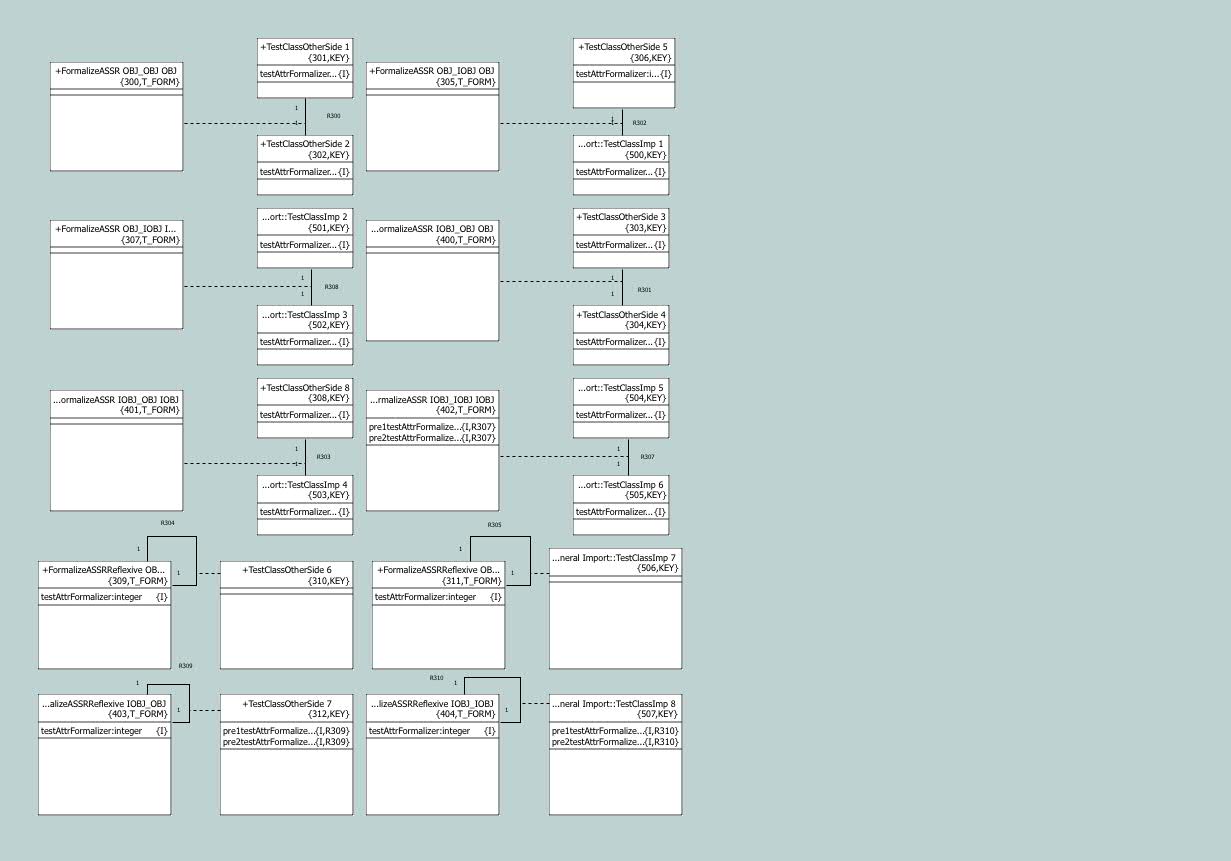 +FormalizeASSR OBJ_OBJ OBJ
{300,T_FORM}
+TestClassOtherSide 1
{301,KEY}
testAttrFormalizer... {I}
1
1
R300
+TestClassOtherSide 2
{302,KEY}
testAttrFormalizer... {I}
+FormalizeASSR OBJ_IOBJ OBJ
{305,T_FORM}
+TestClassOtherSide 5
{306,KEY}
testAttrFormalizer:i... {I}
1
1
R302
...ort::TestClassImp 1
{500,KEY}
testAttrFormalizer... {I}
+FormalizeASSR OBJ_IOBJ I...
{307,T_FORM}
...ort::TestClassImp 2
{501,KEY}
testAttrFormalizer... {I}
1
1
R308
...ort::TestClassImp 3
{502,KEY}
testAttrFormalizer... {I}
...ormalizeASSR IOBJ_OBJ OBJ
{400,T_FORM}
+TestClassOtherSide 3
{303,KEY}
testAttrFormalizer... {I}
1
1
R301
+TestClassOtherSide 4
{304,KEY}
testAttrFormalizer... {I}
...ormalizeASSR IOBJ_OBJ IOBJ
{401,T_FORM}
+TestClassOtherSide 8
{308,KEY}
testAttrFormalizer... {I}
1
1
R303
...ort::TestClassImp 4
{503,KEY}
testAttrFormalizer... {I}
...rmalizeASSR IOBJ_IOBJ IOBJ
{402,T_FORM}
pre1testAttrFormalize...{I,R307}
pre2testAttrFormalize...{I,R307}
...ort::TestClassImp 5
{504,KEY}
testAttrFormalizer... {I}
1
1
R307
...ort::TestClassImp 6
{505,KEY}
testAttrFormalizer... {I}
R304
1
1
+FormalizeASSRReflexive OB...
{309,T_FORM}
testAttrFormalizer:integer {I}
+TestClassOtherSide 6
{310,KEY}
R305
1
1
+FormalizeASSRReflexive OB...
{311,T_FORM}
testAttrFormalizer:integer {I}
...neral Import::TestClassImp 7
{506,KEY}
R309
1
1
...alizeASSRReflexive IOBJ_OBJ
{403,T_FORM}
testAttrFormalizer:integer {I}
+TestClassOtherSide 7
{312,KEY}
pre1testAttrFormalize...{I,R309}
pre2testAttrFormalize...{I,R309}
R310
1
1
...lizeASSRReflexive IOBJ_IOBJ
{404,T_FORM}
testAttrFormalizer:integer {I}
...neral Import::TestClassImp 8
{507,KEY}
pre1testAttrFormalize...{I,R310}
pre2testAttrFormalize...{I,R310}